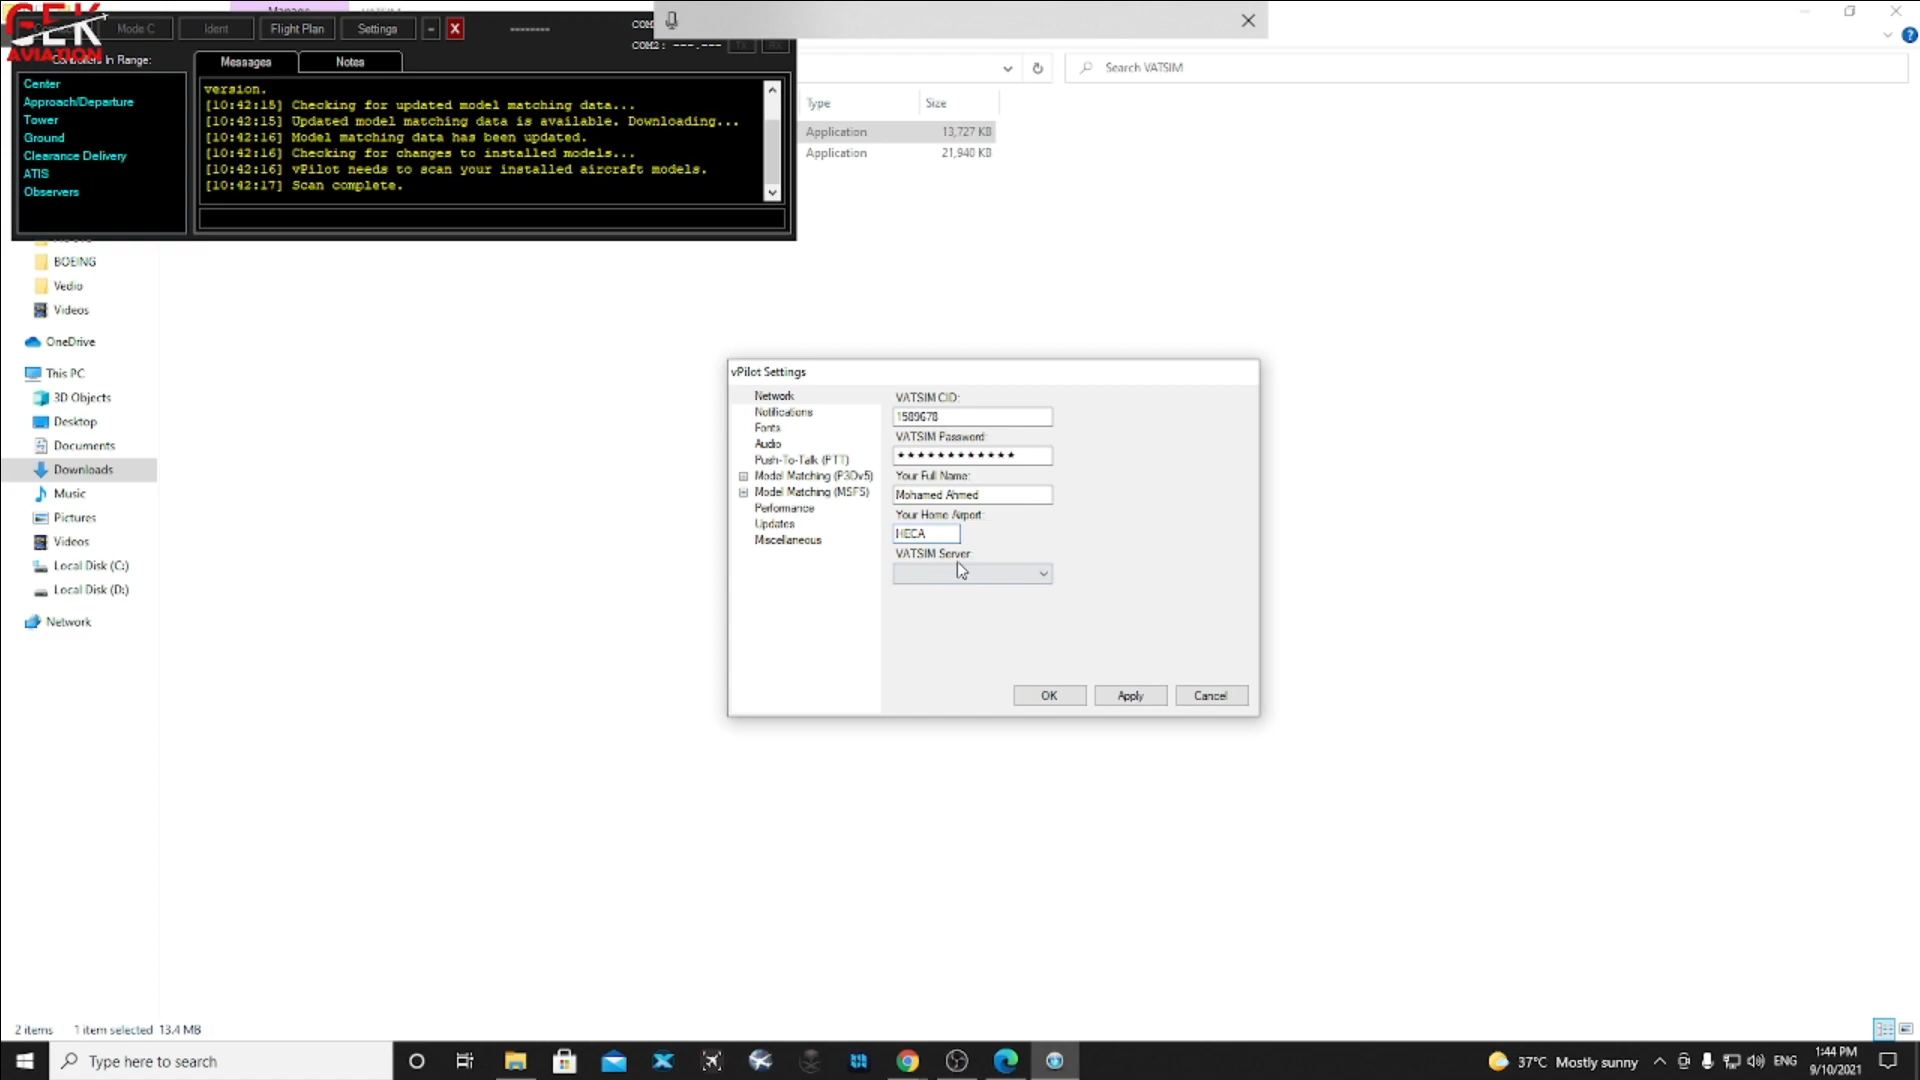 GEK
AVIATION
Mode C
Ident
Flight Plan
Settings
-
X
--------
COM2: ---.---
TX
RX
Controllers In Range:
Messages
Notes
Center
Approach/Departure
Tower
Ground
Clearance Delivery
ATIS
Observers
version.
[10:42:15] Checking for updated model matching data...
[10:42:15] Updated model matching data is available. Downloading...
[10:42:16] Model matching data has been updated.
[10:42:16] Checking for changes to installed models...
[10:42:16] vPilot needs to scan your installed aircraft models.
[10:42:17] Scan complete.
Search VATSIM
Type
Size
Application
13,727 KB
Application
21,940 KB
BOEING
Vedio
Videos
OneDrive
This PC
3D Objects
Desktop
Documents
Downloads
Music
Pictures
Videos
Local Disk (C:)
Local Disk (D:)
Network
vPilot Settings
Network
Notifications
Fonts
Audio
Push-To-Talk (PTT)
Model Matching (P3Dv5)
Model Matching (MSFS)
Performance
Updates
Miscellaneous
VATSIM CID:
1589678
VATSIM Password:
Your Full Name:
Mohamed Ahmed
Your Home Airport:
HECA
VATSIM Server:
OK
Apply
Cancel
2 items
1 item selected 13.4 MB
Type here to search
37°C Mostly sunny
ENG
1:44 PM
9/10/2021